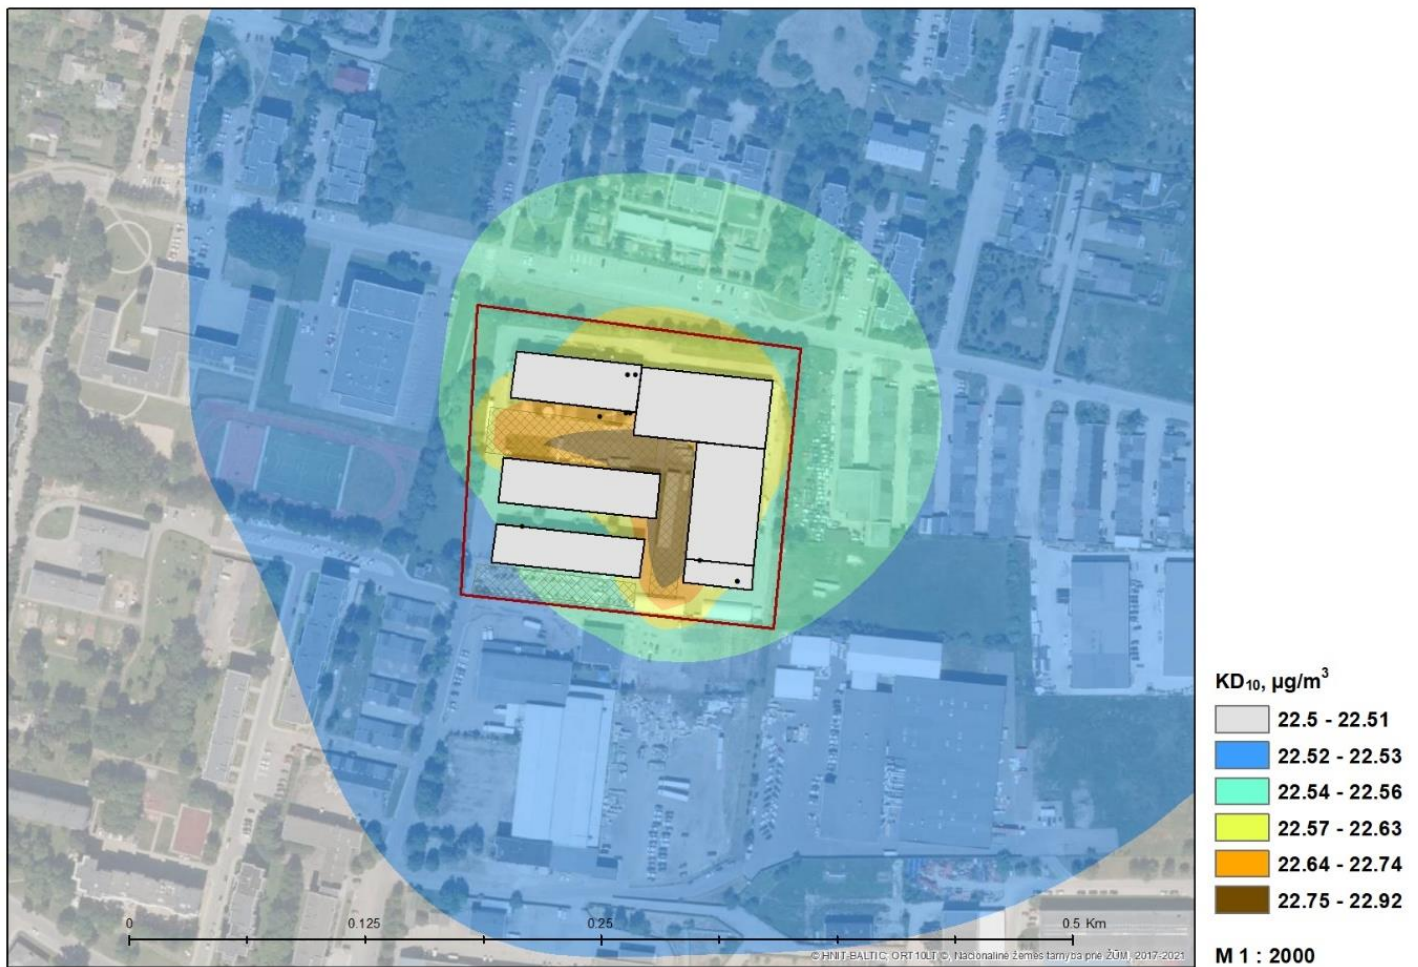 KD₁₀, µg/m³
22.5 - 22.51
22.52 - 22.53
22.54 - 22.56
22.57 - 22.63
22.64 - 22.74
22.75 - 22.92
0 0.125 0.25 0.5 Km
© HNIT-BALTIC, ORT10LT ©, Nacionalinė žemės tarnyba prie ŽŪM, 2017-2021
M 1 : 2000